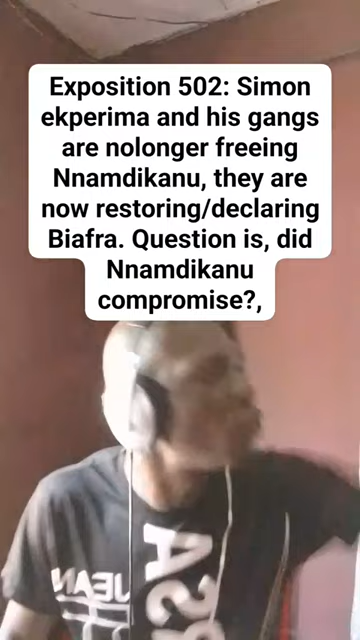 Exposition 502: Simon
ekperima and his gangs
are nolonger freeing
Nnamdikanu, they are
now restoring/declaring
Biafra. Question is, did
Nnamdikanu
compromise?,
JEAN